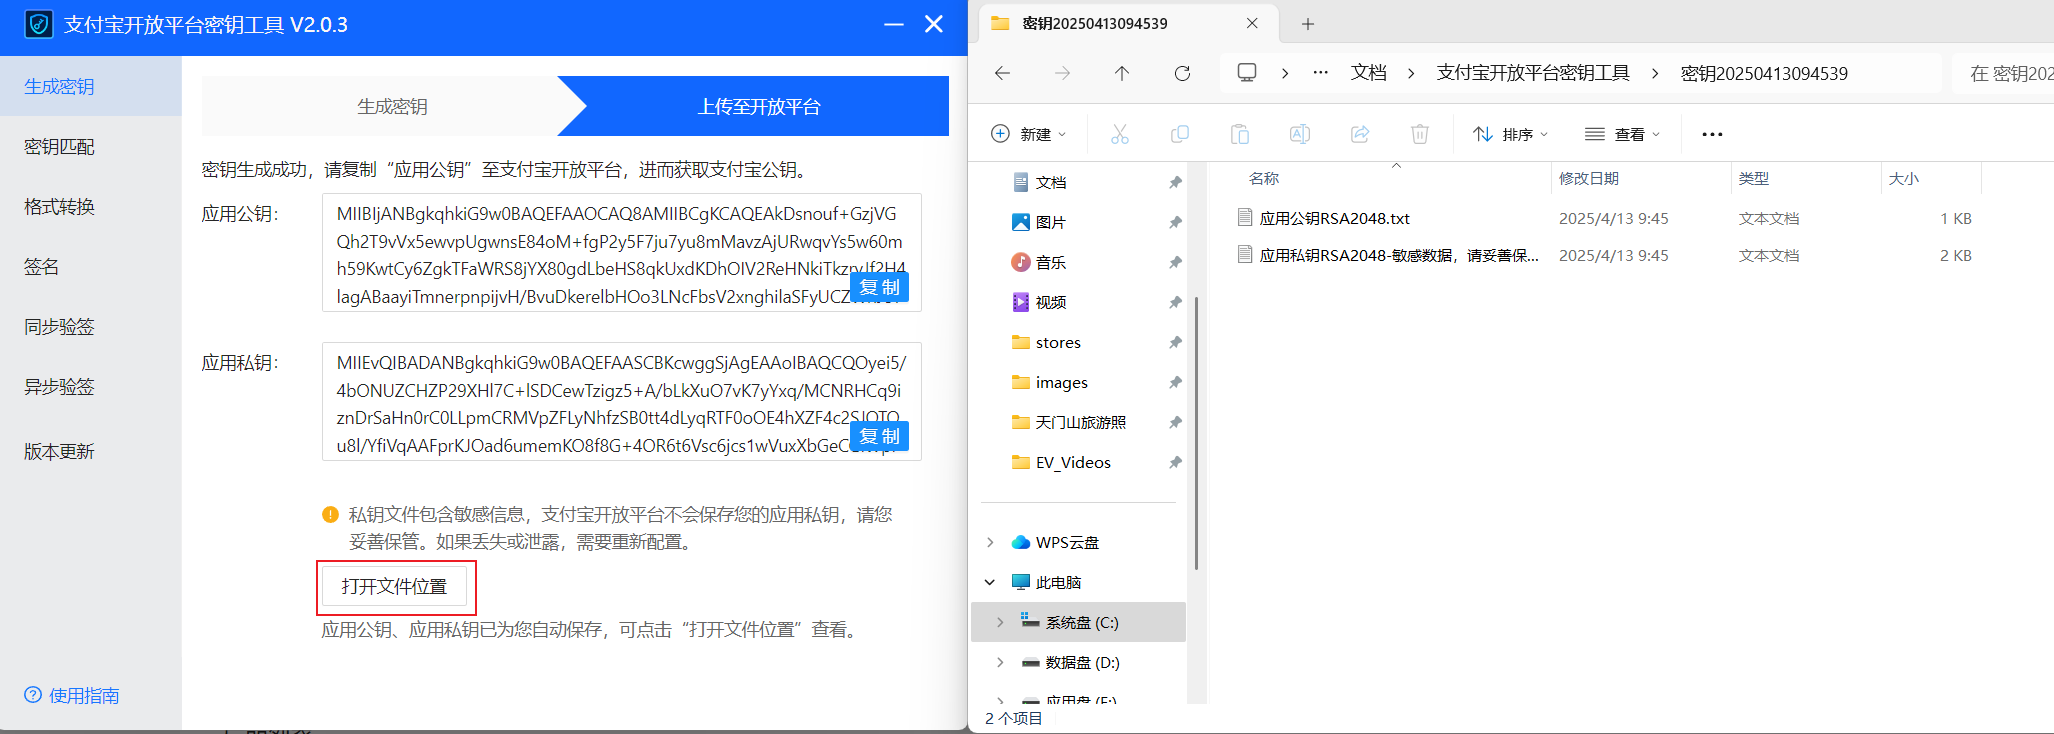 支付宝开放平台密钥工具 V2.0.3
生成密钥
密钥匹配
格式转换
签名
同步验签
异步验签
版本更新
使用指南
生成密钥
上传至开放平台
密钥生成成功，请复制“应用公钥”至支付宝开放平台，进而获取支付宝公钥。
应用公钥：
MIIBIjANBgkqhkiG9w0BAQEFAAOCAQ8AMIIBCgKCAQEAkDsnouf+GzjVG
Qh2T9vVx5ewvpUgwnsE84oM+fgP2y5F7ju7yu8mMavzAjURwqvYs5w60m
h59KwtCy6ZgkTFaWRS8jYX80gdLbeHS8qkUxdKDhOIV2ReHNkiTkzrvJf2H4
lagABaayiTmnerpnpijvH/BvuDkerelbHOo3LNcFbsV2xnghilaSFyUCZ
复制
应用私钥：
MIIEvQIBADANBgkqhkiG9w0BAQEFAASCBKcwggSjAgEAAoIBAQCQOyei5/
4bONUZCHZP29XHl7C+lSDCewTzigz5+A/bLkXuO7vK7yYxq/MCNRHCq9i
znDrSaHn0rC0LLpmCRMVpZFLyNhfzSB0tt4dLyqRTF0oOE4hXZF4c2SJOTO
u8l/YfiVqAAFprKJOad6umemKO8f8G+4OR6t6Vsc6jcs1wVuxXbGeC
复制
私钥文件包含敏感信息，支付宝开放平台不会保存您的应用私钥，请您
妥善保管。如果丢失或泄露，需要重新配置。
打开文件位置
应用公钥、应用私钥已为您自动保存，可点击“打开文件位置”查看。
密钥20250413094539
… 文档 > 支付宝开放平台密钥工具 > 密钥20250413094539
在 密钥202
新建
排序
查看
文档
图片
音乐
视频
stores
images
天门山旅游照
EV_Videos
WPS云盘
此电脑
系统盘 (C:)
数据盘 (D:)
应用盘 (E:)
2 个项目
名称 修改日期 类型 大小
应用公钥RSA2048.txt 2025/4/13 9:45 文本文档 1 KB
应用私钥RSA2048-敏感数据，请妥善保... 2025/4/13 9:45 文本文档 2 KB